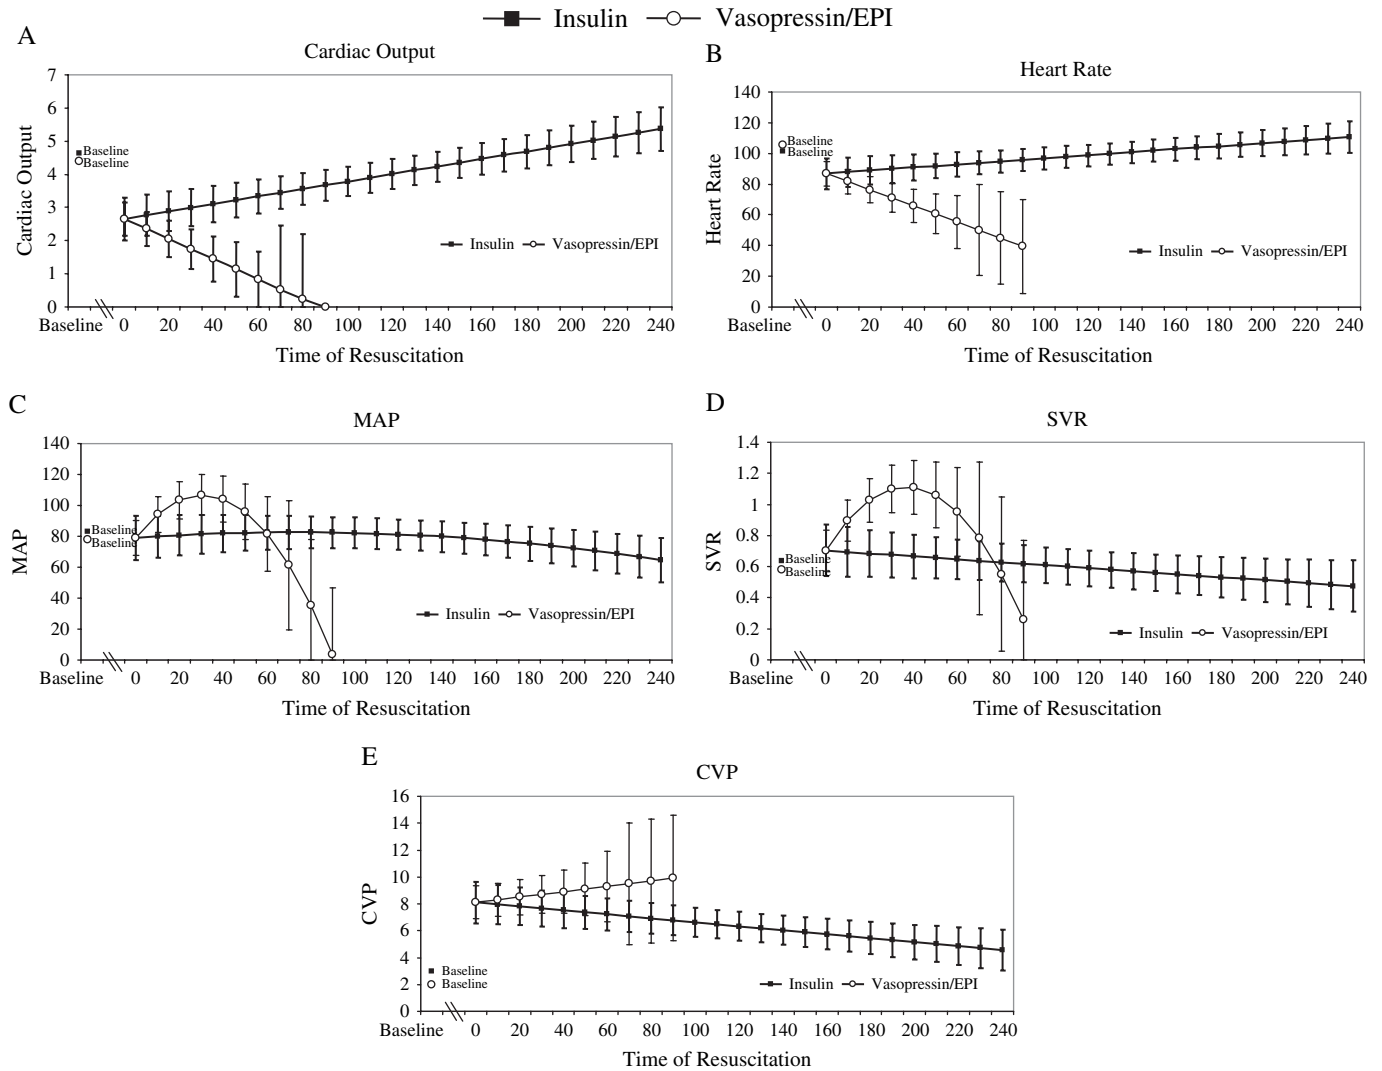 Insulin Vasopressin/EPI
A
Cardiac Output
7
6
5
4
3
2
1
0
Cardiac Output
Baseline
Baseline
Insulin Vasopressin/EPI
Baseline 0 20 40 60 80 100 120 140 160 180 200 220 240
Time of Resuscitation
B
Heart Rate
140
120
100
80
60
40
20
0
Heart Rate
Baseline
Baseline
Insulin Vasopressin/EPI
Baseline 0 20 40 60 80 100 120 140 160 180 200 220 240
Time of Resuscitation
C
MAP
140
120
100
80
60
40
20
0
MAP
Baseline
Baseline
Insulin Vasopressin/EPI
Baseline 0 20 40 60 80 100 120 140 160 180 200 220 240
Time of Resuscitation
D
SVR
1.4
1.2
1
0.8
0.6
0.4
0.2
0
SVR
Baseline
Baseline
Insulin Vasopressin/EPI
Baseline 0 20 40 60 80 100 120 140 160 180 200 220 240
Time of Resuscitation
E
CVP
16
14
12
10
8
6
4
2
0
CVP
Baseline
Baseline
Insulin Vasopressin/EPI
Baseline 0 20 40 60 80 100 120 140 160 180 200 220 240
Time of Resuscitation